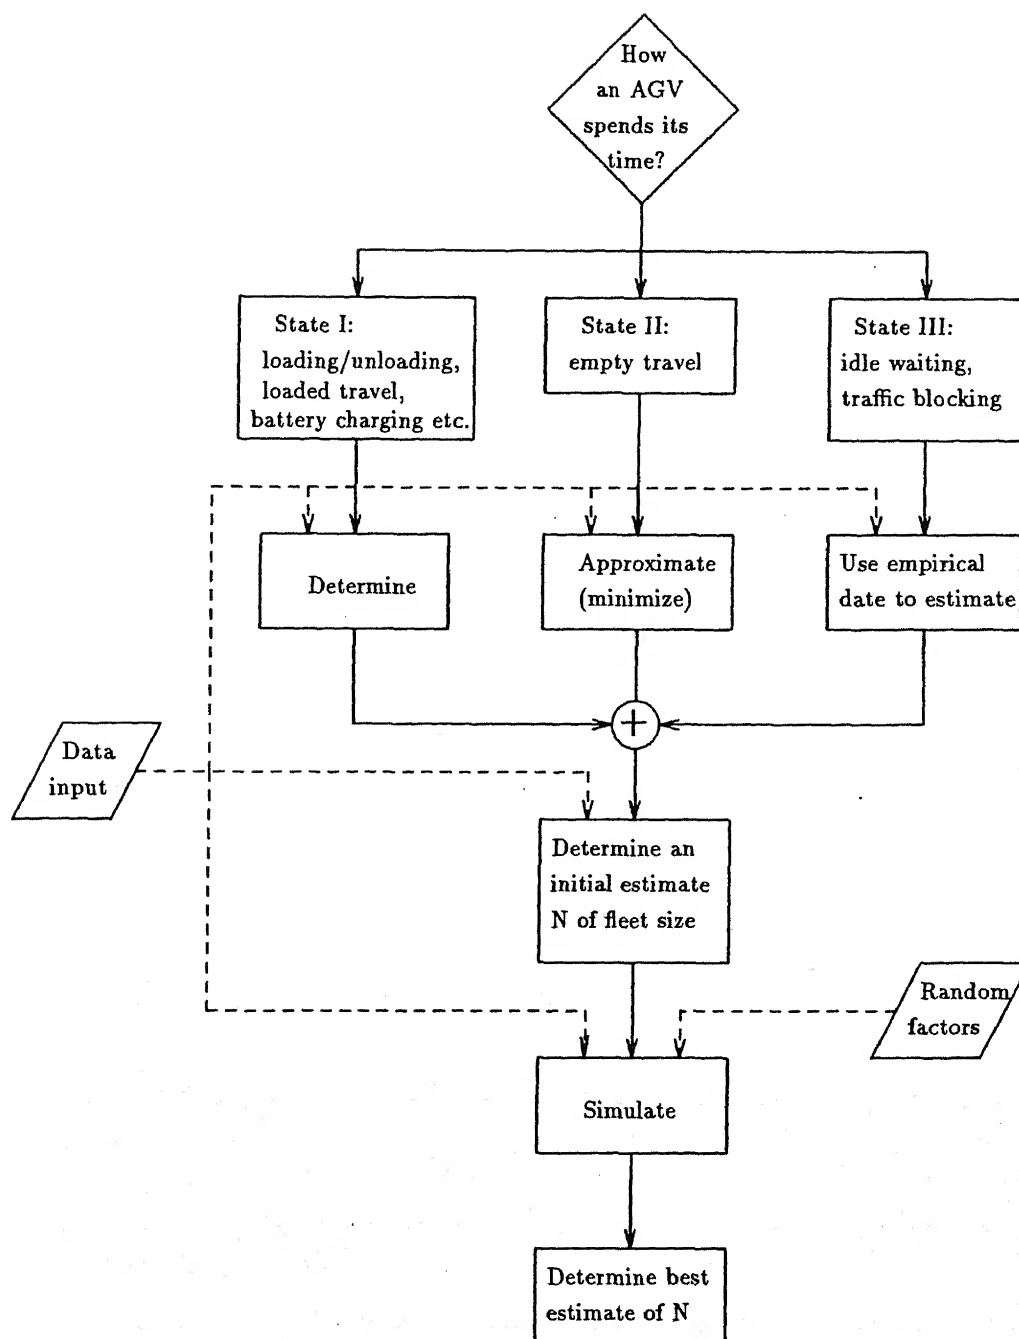 How
an AGV
spends its
time?
State I:
loading/unloading,
loaded travel,
battery charging etc.
State II:
empty travel
State III:
idle waiting,
traffic blocking
Determine
Approximate
(minimize)
Use empirical
date to estimate
+
Data
input
Determine an
initial estimate
N of fleet size
Random
factors
Simulate
Determine best
estimate of N